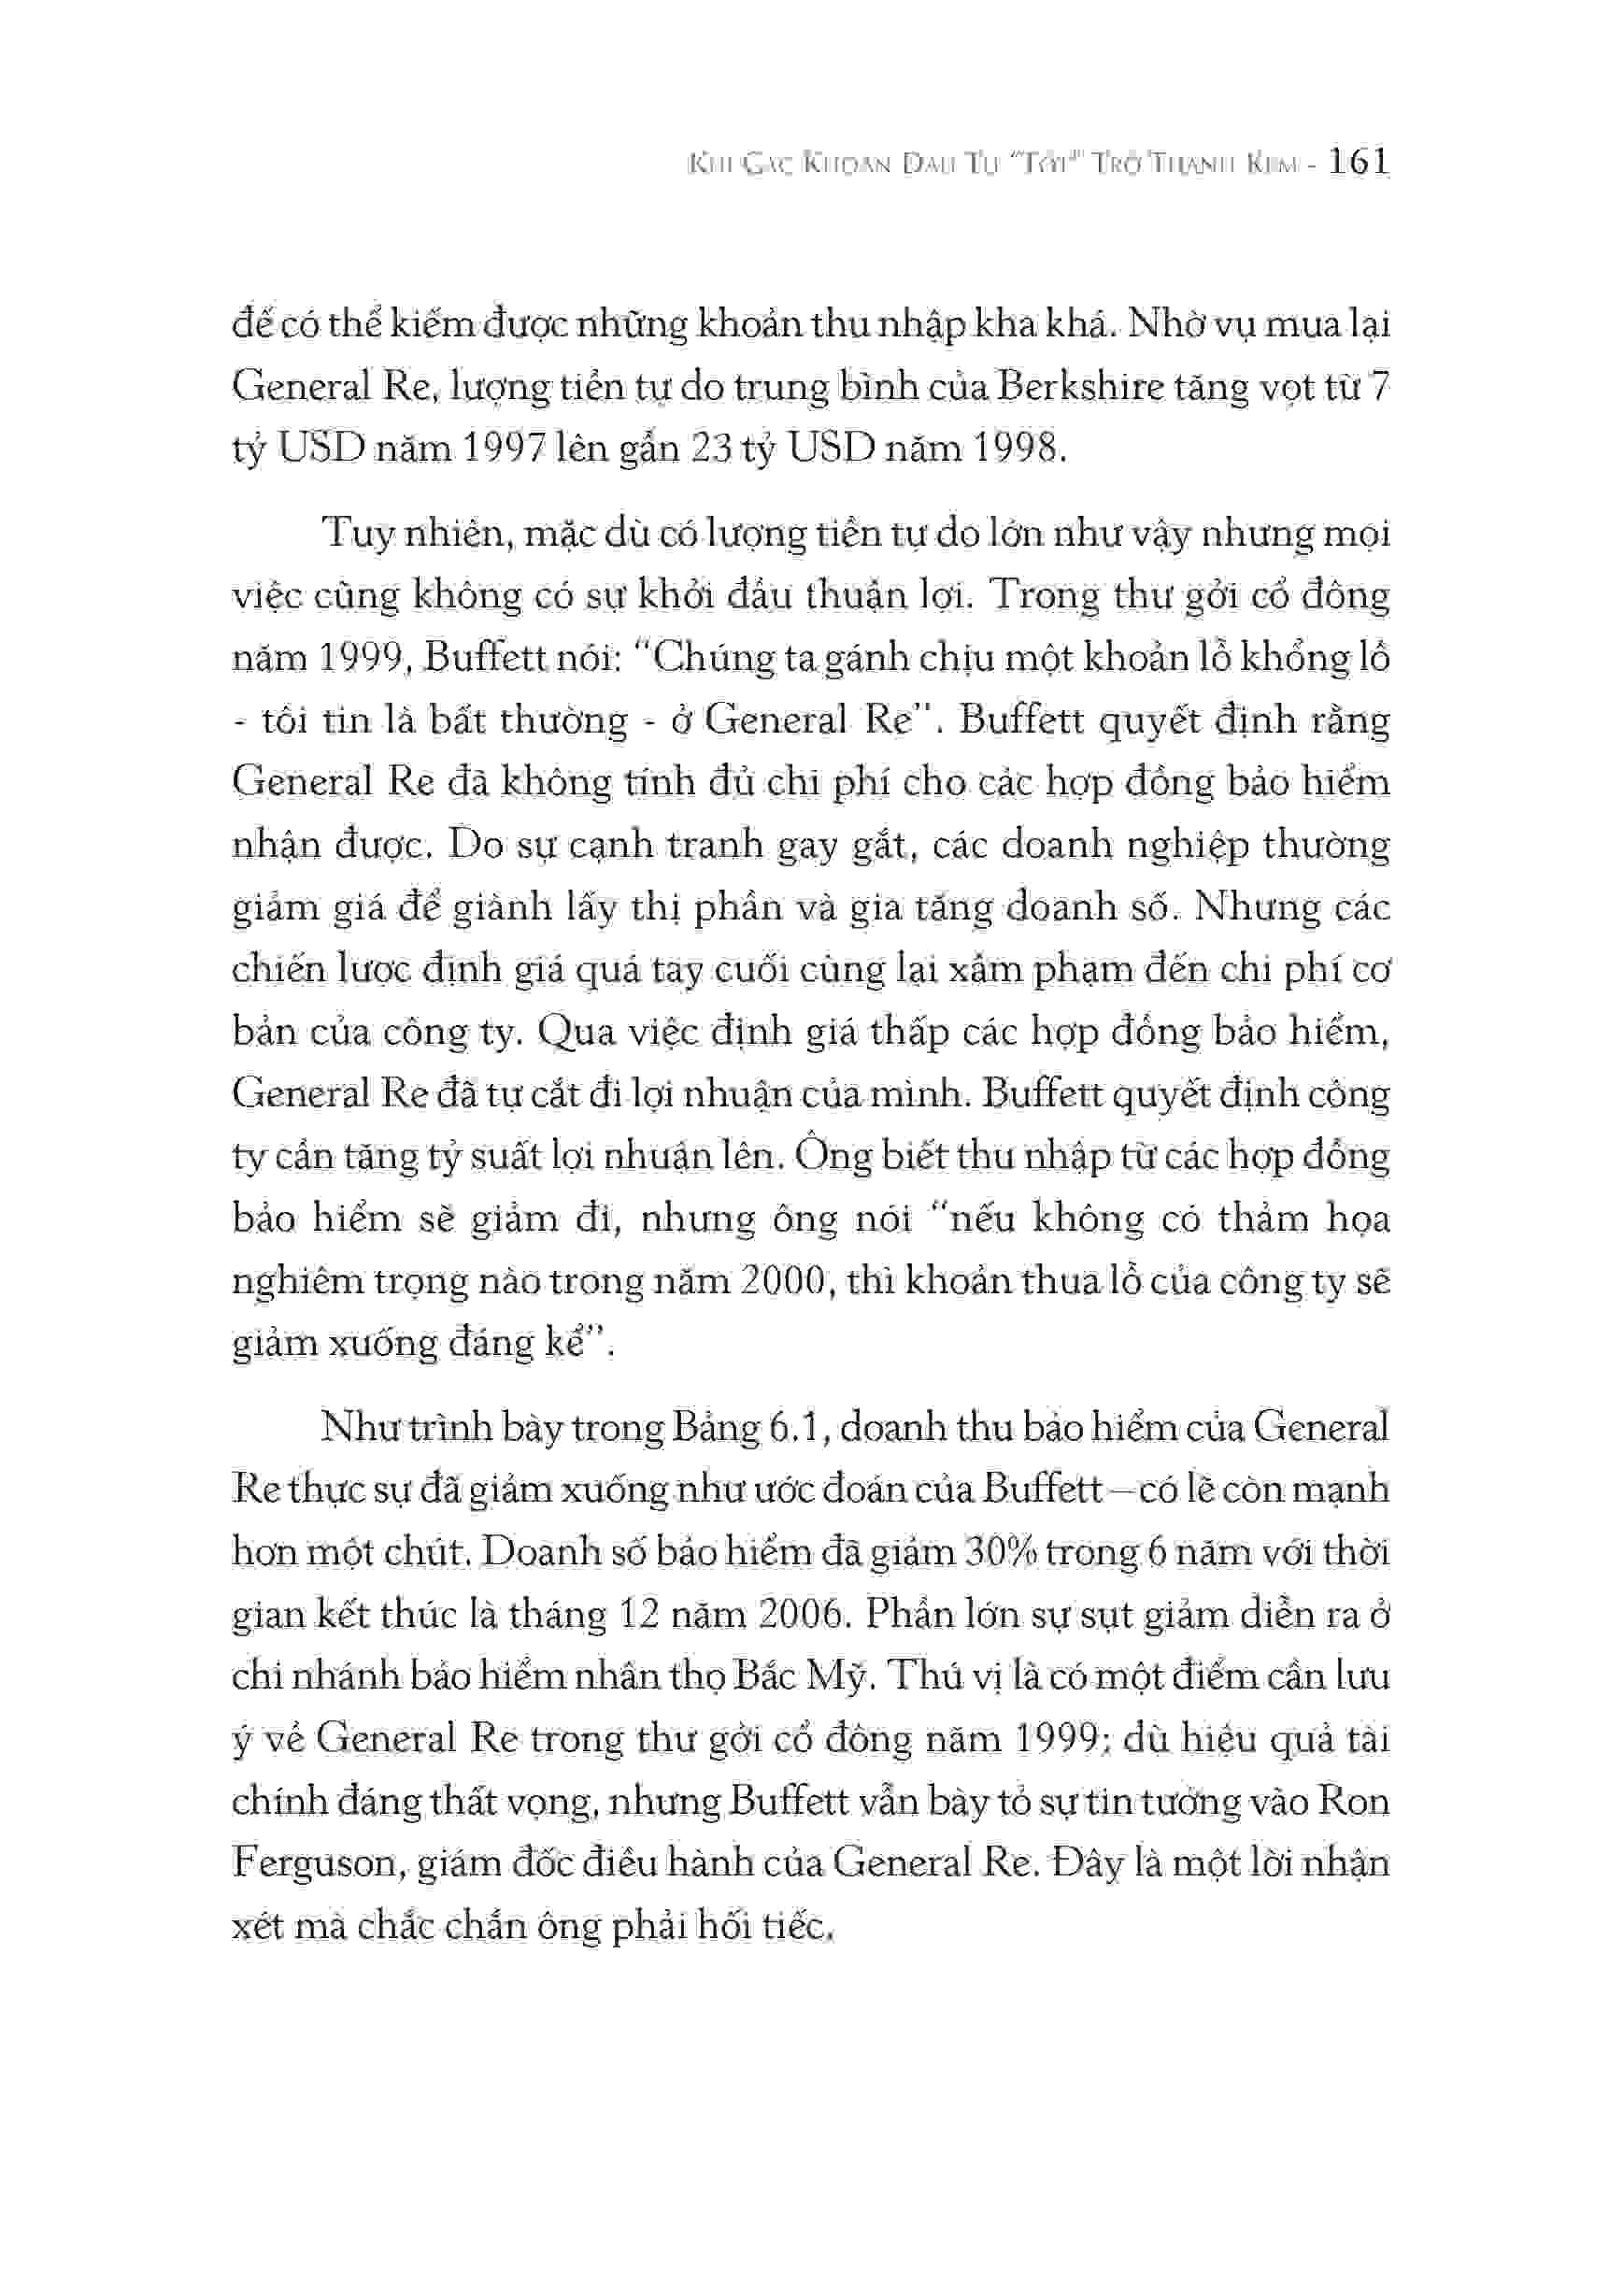 Khi Các Khoản Đầu Tư “Tốt” Trở Thành Kém - 161
để có thể kiếm được những khoản thu nhập kha khá. Nhờ vụ mua lại
General Re, lượng tiền tự do trung bình của Berkshire tăng vọt từ 7
tỷ USD năm 1997 lên gần 23 tỷ USD năm 1998.
Tuy nhiên, mặc dù có lượng tiền tự do lớn như vậy nhưng mọi
việc cũng không có sự khởi đầu thuận lợi. Trong thư gởi cổ đông
năm 1999, Buffett nói: “Chúng ta gánh chịu một khoản lỗ khổng lồ
- tôi tin là bất thường - ở General Re”. Buffett quyết định rằng
General Re đã không tính đủ chi phí cho các hợp đồng bảo hiểm
nhận được. Do sự cạnh tranh gay gắt, các doanh nghiệp thường
giảm giá để giành lấy thị phần và gia tăng doanh số. Nhưng các
chiến lược định giá quá tay cuối cùng lại xâm phạm đến chi phí cơ
bản của công ty. Qua việc định giá thấp các hợp đồng bảo hiểm,
General Re đã tự cắt đi lợi nhuận của mình. Buffett quyết định công
ty cần tăng tỷ suất lợi nhuận lên. Ông biết thu nhập từ các hợp đồng
bảo hiểm sẽ giảm đi, nhưng ông nói “nếu không có thảm họa
nghiêm trọng nào trong năm 2000, thì khoản thua lỗ của công ty sẽ
giảm xuống đáng kể”.
Như trình bày trong Bảng 6.1, doanh thu bảo hiểm của General
Re thực sự đã giảm xuống như ước đoán của Buffett—có lẽ còn mạnh
hơn một chút. Doanh số bảo hiểm đã giảm 30% trong 6 năm với thời
gian kết thúc là tháng 12 năm 2006. Phần lớn sự sụt giảm diễn ra ở
chi nhánh bảo hiểm nhân thọ Bắc Mỹ. Thú vị là có một điểm cần lưu
ý về General Re trong thư gởi cổ đông năm 1999; dù hiệu quả tài
chính đáng thất vọng, nhưng Buffett vẫn bày tỏ sự tin tưởng vào Ron
Ferguson, giám đốc điều hành của General Re. Đây là một lời nhận
xét mà chắc chắn ông phải hối tiếc.